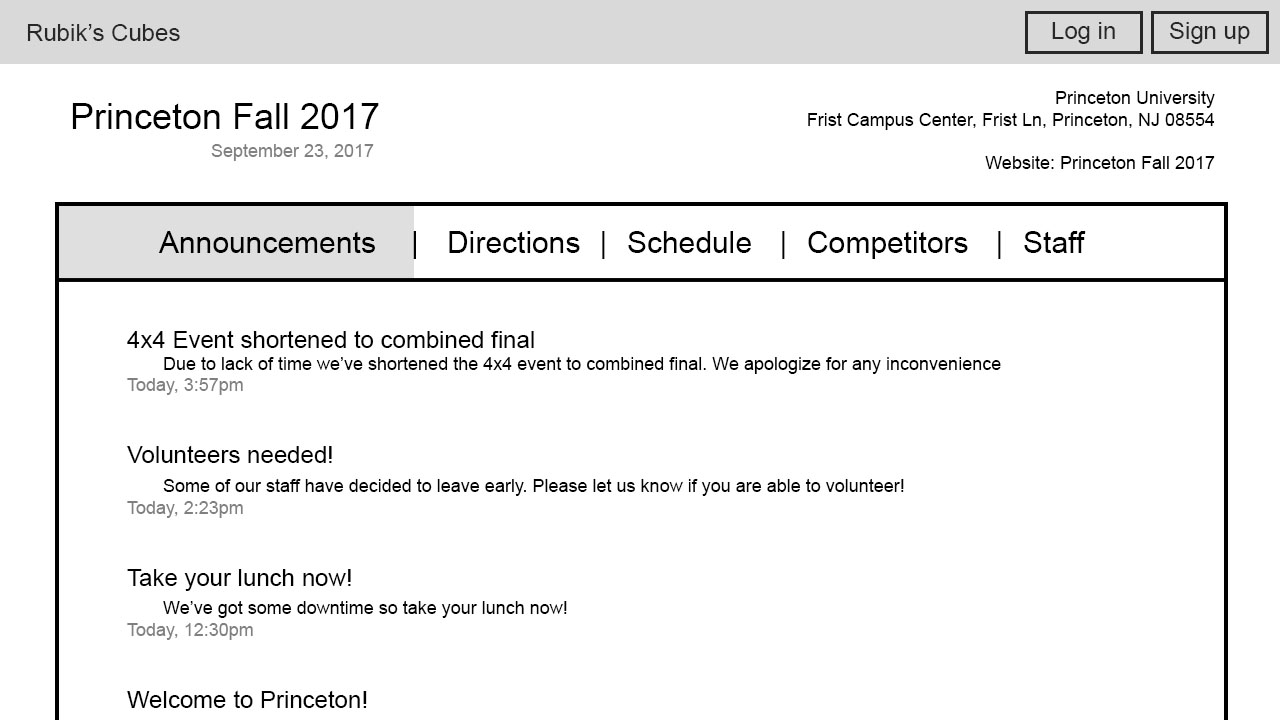 Rubik’s Cubes
Log in
Sign up
Princeton Fall 2017
September 23, 2017
Princeton University
Frist Campus Center, Frist Ln, Princeton, NJ 08554
Website: Princeton Fall 2017
Announcements | Directions | Schedule | Competitors | Staff
4x4 Event shortened to combined final
Due to lack of time we’ve shortened the 4x4 event to combined final. We apologize for any inconvenience
Today, 3:57pm
Volunteers needed!
Some of our staff have decided to leave early. Please let us know if you are able to volunteer!
Today, 2:23pm
Take your lunch now!
We’ve got some downtime so take your lunch now!
Today, 12:30pm
Welcome to Princeton!